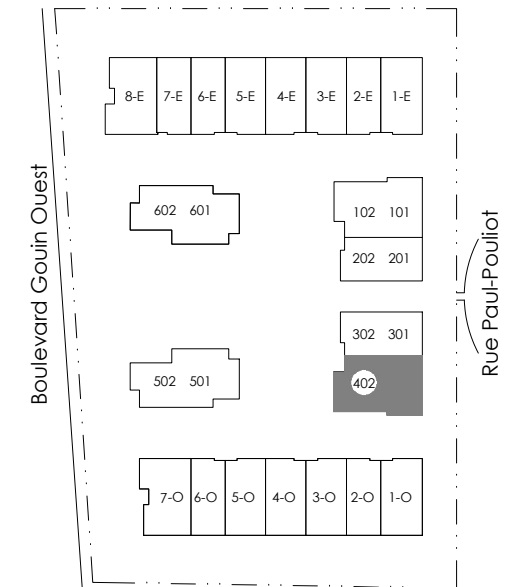 8-E 7-E 6-E 5-E 4-E 3-E 2-E 1-E
Boulevard Gouin Ouest
602 601
102 101
202 201
Rue Paul-Pouliot
302 301
502 501
402
7-O 6-O 5-O 4-O 3-O 2-O 1-O